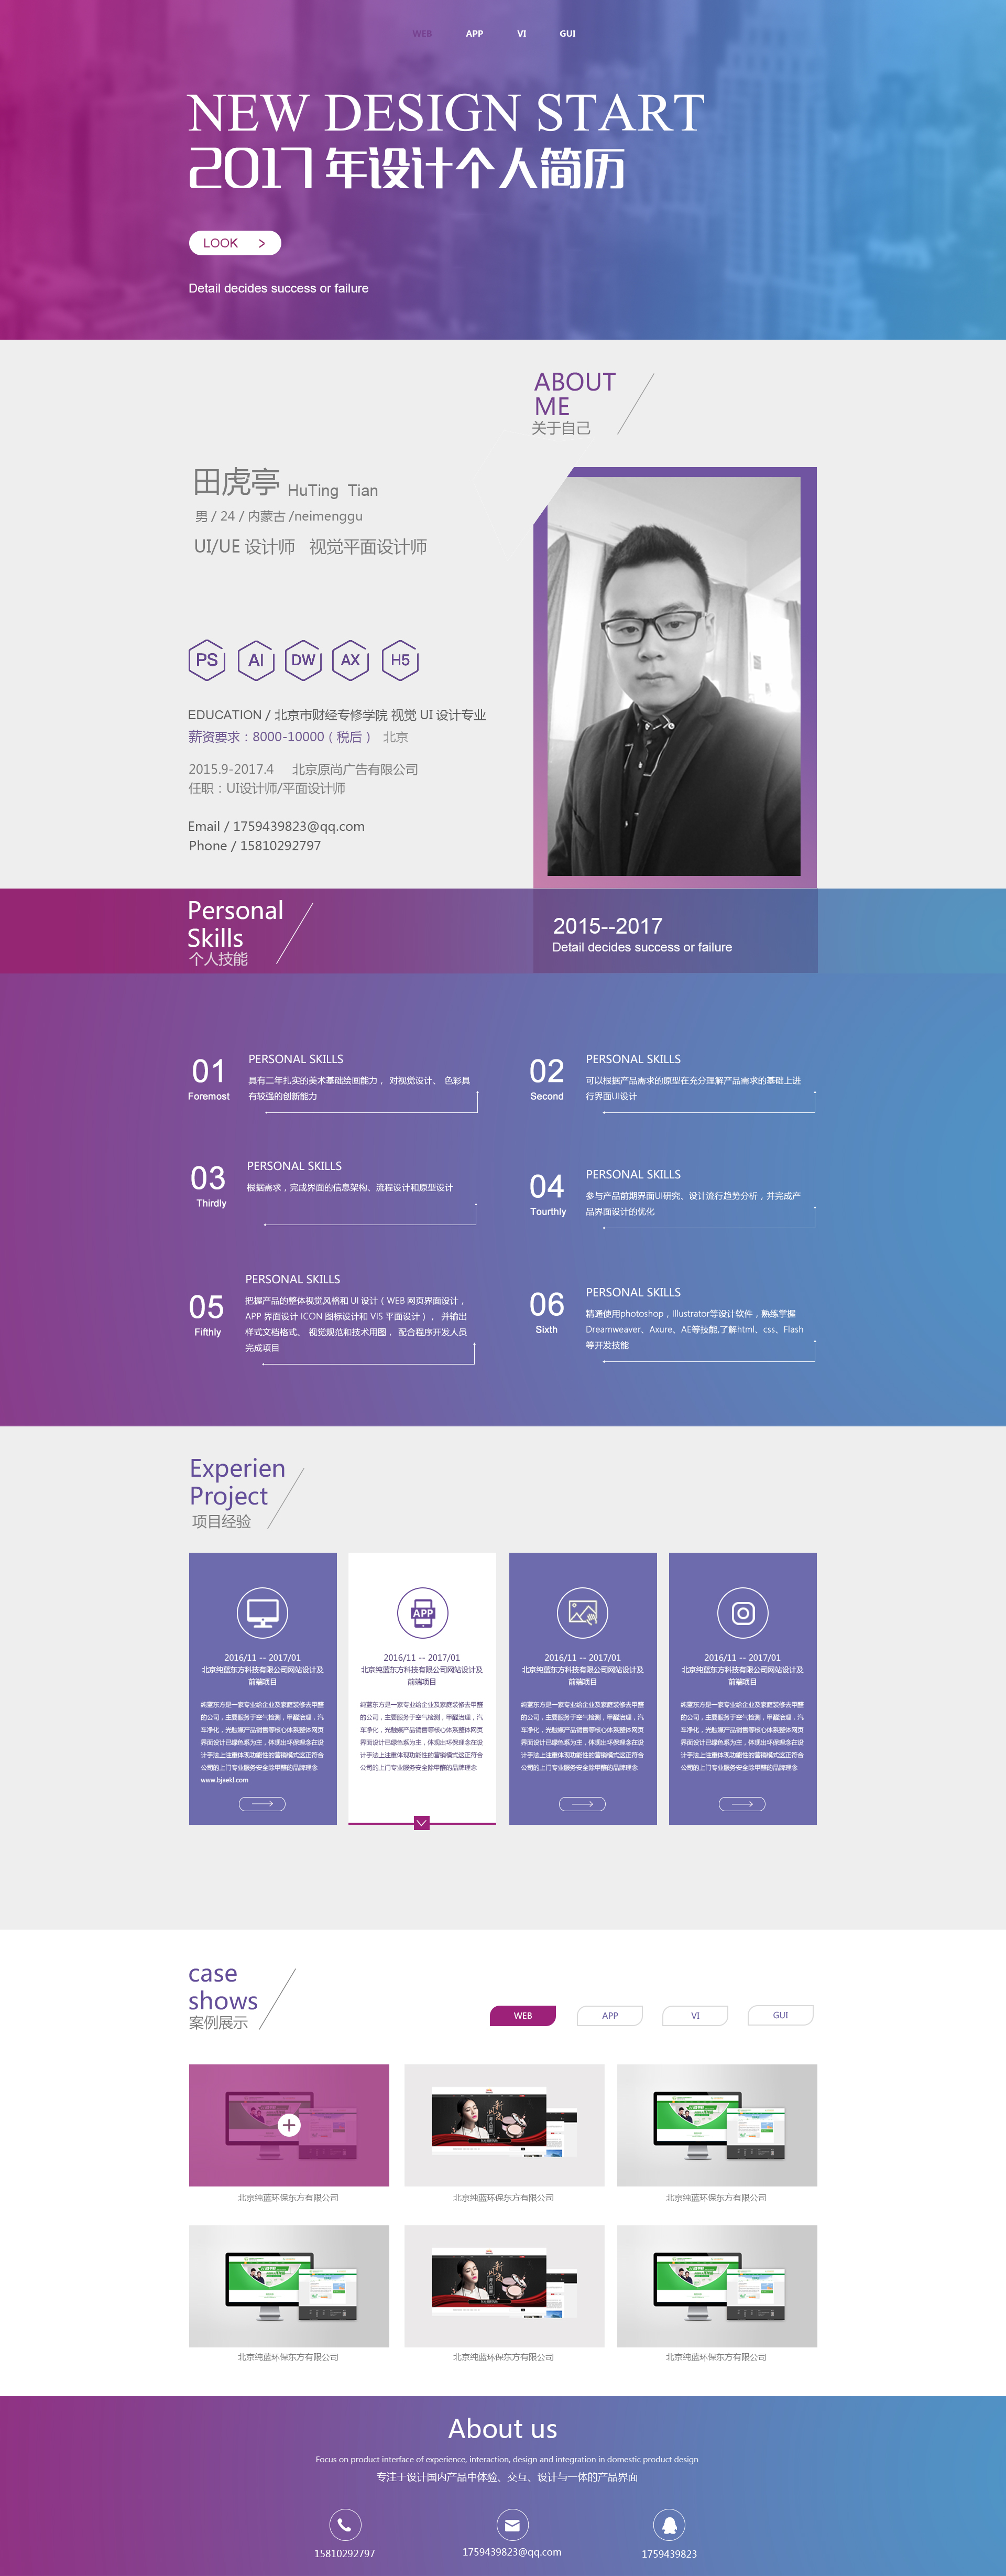 WEB
APP
VI
GUI
NEW DESIGN START
2017年设计个人简历
LOOK >
Detail decides success or failure
ABOUT
ME
关于自己
田虎亭 HuTing Tian
男 / 24 / 内蒙古 /neimenggu
UI/UE 设计师 视觉平面设计师
PS
AI
DW
AX
H5
EDUCATION / 北京市财经专修学院 视觉 UI 设计专业
薪资要求：8000-10000（税后） 北京
2015.9-2017.4 北京原尚广告有限公司
任职：UI设计师/平面设计师
Email / 1759439823@qq.com
Phone / 15810292797
Personal
Skills
个人技能
2015--2017
Detail decides success or failure
01
Foremost
PERSONAL SKILLS
具有二年扎实的美术基础绘画能力， 对视觉设计、 色彩具
有较强的创新能力
02
Second
PERSONAL SKILLS
可以根据产品需求的原型在充分理解产品需求的基础上进
行界面UI设计
03
Thirdly
PERSONAL SKILLS
根据需求，完成界面的信息架构、流程设计和原型设计
04
Tourthly
PERSONAL SKILLS
参与产品前期界面UI研究、设计流行趋势分析，并完成产
品界面设计的优化
05
Fifthly
PERSONAL SKILLS
把握产品的整体视觉风格和 UI 设计（ WEB 网页界面设计，
APP 界面设计 ICON 图标设计和 VIS 平面设计）， 并输出
样式文档格式、 视觉规范和技术用图， 配合程序开发人员
完成项目
06
Sixth
PERSONAL SKILLS
精通使用photoshop，Illustrator等设计软件，熟练掌握
Dreamweaver、Axure、AE等技能,了解html、css、Flash
等开发技能
Experien
Project
项目经验
2016/11 -- 2017/01
北京纯蓝东方科技有限公司网站设计及
前端项目
纯蓝东方是一家专业给企业及家庭装修去甲醛
的公司，主要服务于空气检测，甲醛治理，汽
车净化，光触媒产品销售等核心体系整体网页
界面设计已绿色系为主，体现出环保理念在设
计手法上注重体现功能性的营销模式这正符合
公司的上门专业服务安全除甲醛的品牌理念
www.bjaekl.com
APP
2016/11 -- 2017/01
北京纯蓝东方科技有限公司网站设计及
前端项目
纯蓝东方是一家专业给企业及家庭装修去甲醛
的公司，主要服务于空气检测，甲醛治理，汽
车净化，光触媒产品销售等核心体系整体网页
界面设计已绿色系为主，体现出环保理念在设
计手法上注重体现功能性的营销模式这正符合
公司的上门专业服务安全除甲醛的品牌理念
2016/11 -- 2017/01
北京纯蓝东方科技有限公司网站设计及
前端项目
纯蓝东方是一家专业给企业及家庭装修去甲醛
的公司，主要服务于空气检测，甲醛治理，汽
车净化，光触媒产品销售等核心体系整体网页
界面设计已绿色系为主，体现出环保理念在设
计手法上注重体现功能性的营销模式这正符合
公司的上门专业服务安全除甲醛的品牌理念
2016/11 -- 2017/01
北京纯蓝东方科技有限公司网站设计及
前端项目
纯蓝东方是一家专业给企业及家庭装修去甲醛
的公司，主要服务于空气检测，甲醛治理，汽
车净化，光触媒产品销售等核心体系整体网页
界面设计已绿色系为主，体现出环保理念在设
计手法上注重体现功能性的营销模式这正符合
公司的上门专业服务安全除甲醛的品牌理念
case
shows
案例展示
WEB
APP
VI
GUI
北京纯蓝环保东方有限公司
北京纯蓝环保东方有限公司
北京纯蓝环保东方有限公司
北京纯蓝环保东方有限公司
北京纯蓝环保东方有限公司
北京纯蓝环保东方有限公司
About us
Focus on product interface of experience, interaction, design and integration in domestic product design
专注于设计国内产品中体验、交互、设计与一体的产品界面
15810292797
1759439823@qq.com
1759439823